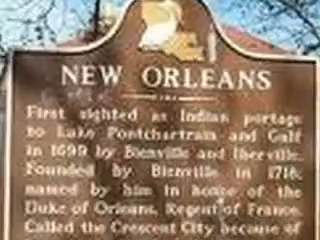 NEW ORLEANS
First sighted as Indian portage
to Lake Pontchartrain and Gulf
in 1699 by Bienville and Iberville.
Founded by Bienville in 1718;
named by him in honor of the
Duke of Orleans, Regent of France.
Called the Crescent City because of